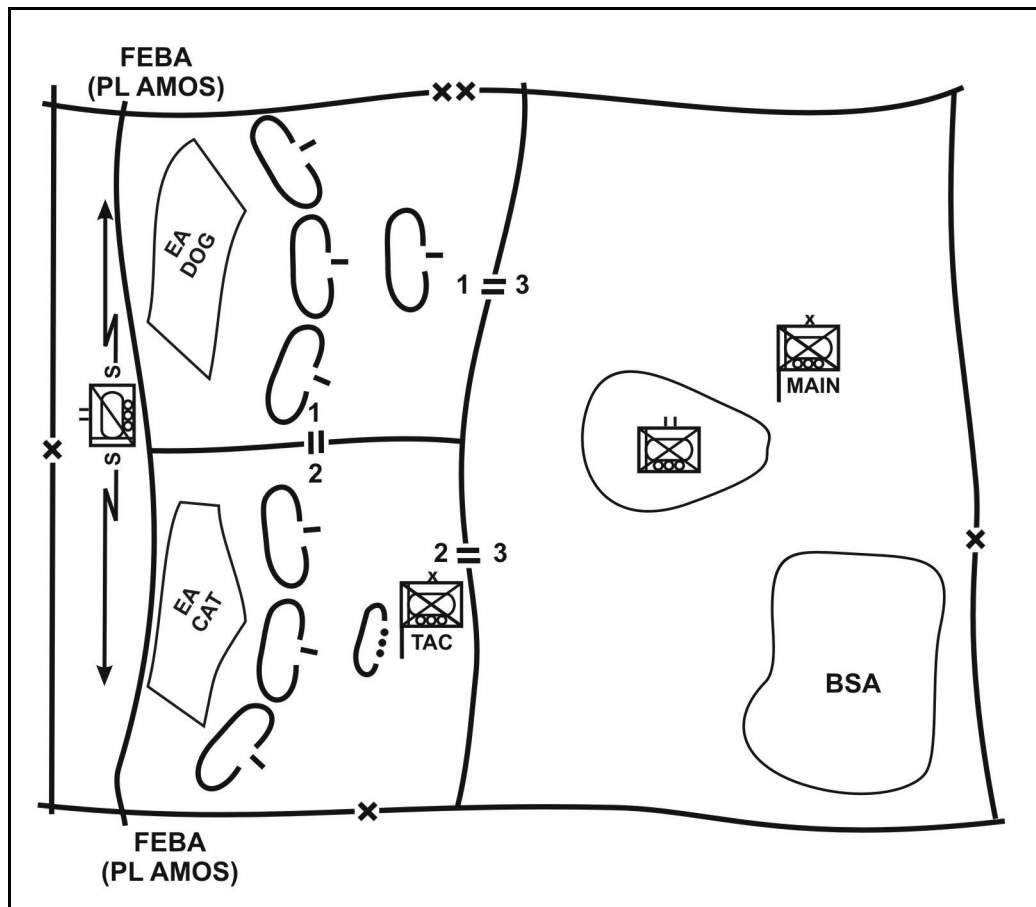 FEBA
(PL AMOS)
EA
DOG
1 3
S
MAIN
1
S
2
2 3
EA
CAT
TAC
BSA
FEBA
(PL AMOS)